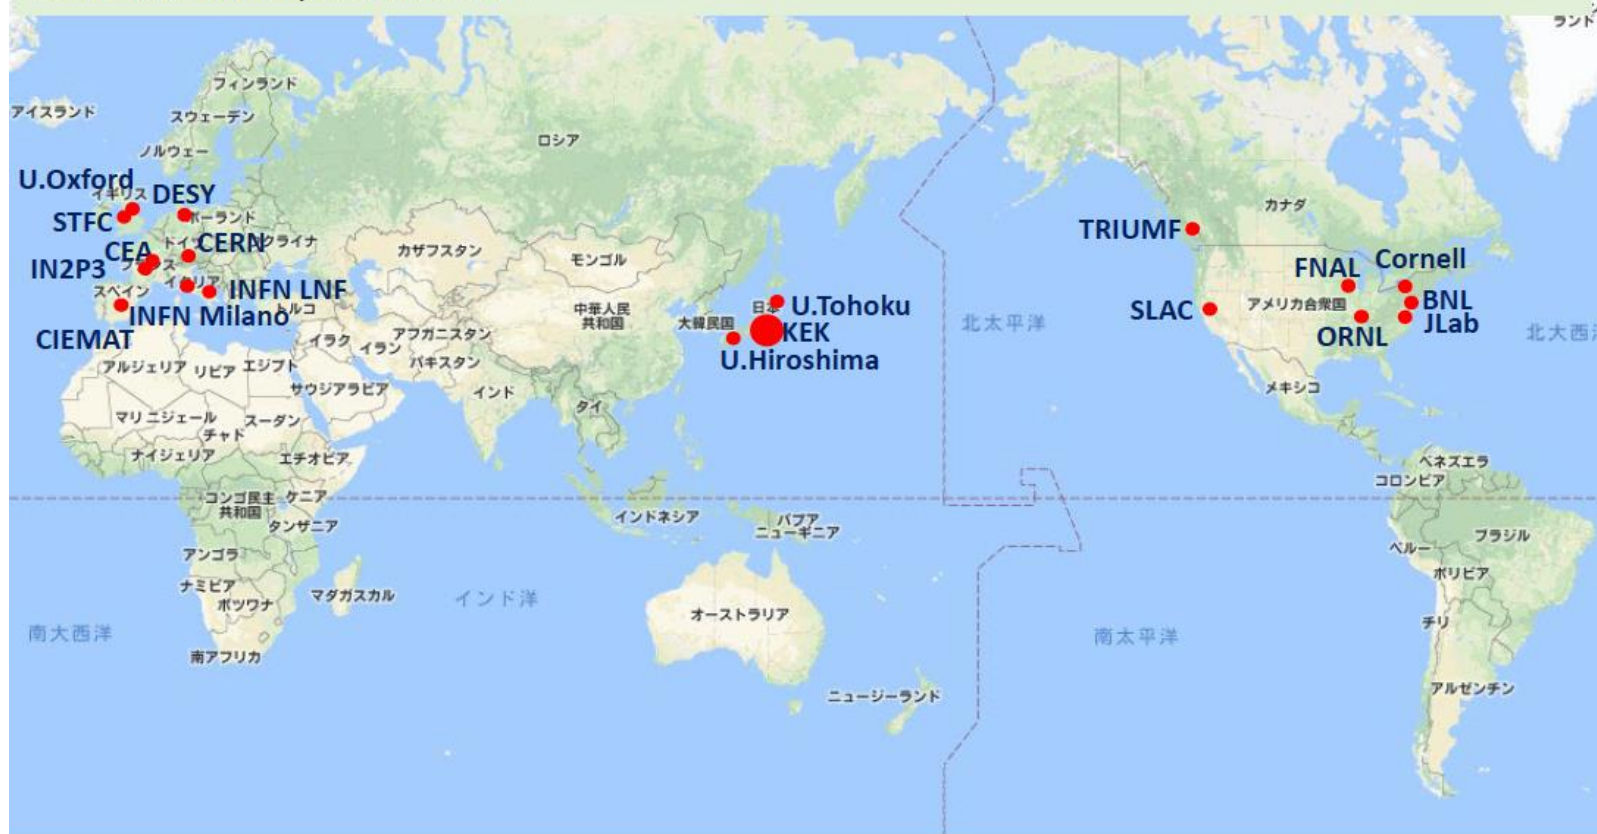 ランド
フィンランド
アイスランド
スウェーデン
ロシア
ノルウェー
U.Oxford
イギリス
DESY
カナダ
STFC
ポーランド
TRIUMF
CERN
ウクライナ
CEA
カザフスタン
モンゴル
Cornell
IN2P3
FNAL
スペイン
イタリア
INFN LNF
日本
U.Tohoku
アメリカ合衆国
BNL
INFN Milano
トルコ
中華人民
共和国
大韓民国
北太平洋
SLAC
JLab
CIEMAT
イラク
アフガニスタン
イラン
KEK
ORNL
北大西
アルジェリア
リビア
エジプト
パキスタン
U.Hiroshima
サウジアラビア
インド
メキシコ
マリ
ニジェール
スーダン
タイ
チャド
ナイジェリア
エチオピア
ベネズエラ
コロンビア
コンゴ民主
共和国
ケニア
タンザニア
インドネシア
パプア
ニューギニア
ブラジル
アンゴラ
ペルー
ナミビア
ボツワナ
マダガスカル
インド洋
ボリビア
オーストラリア
南大西洋
南太平洋
チリ
南アフリカ
ニュージーランド
アルゼンチン